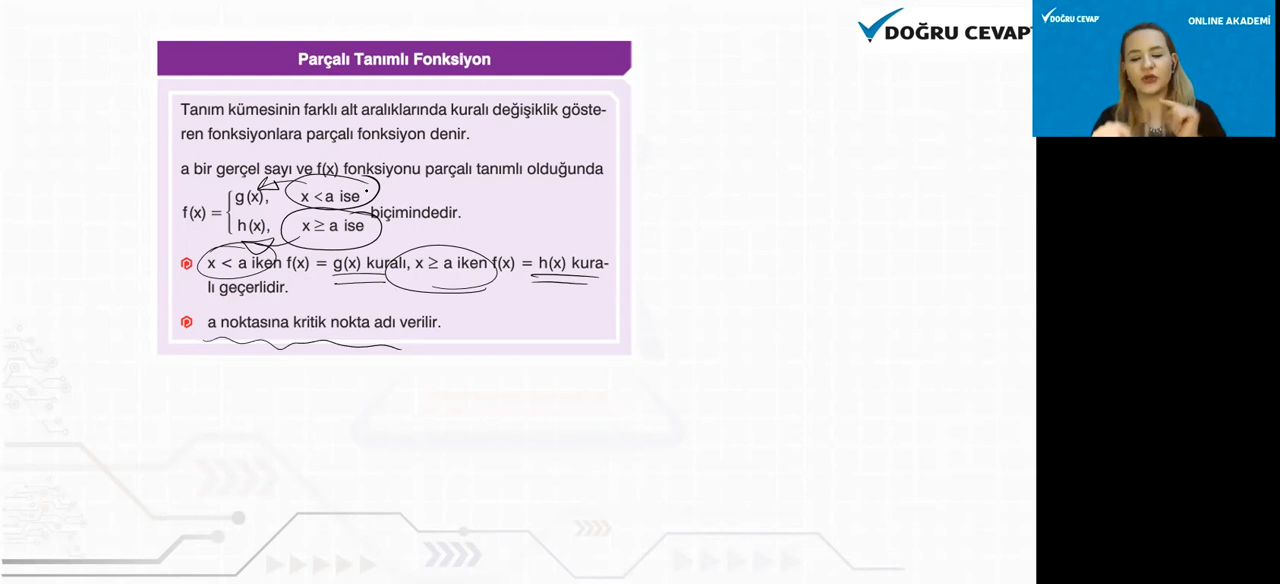 DOĞRU CEVAP
DOĞRU CEVAP
ONLINE AKADEMİ
Parçalı Tanımlı Fonksiyon
Tanım kümesinin farklı alt aralıklarında kuralı değişiklik göste-
ren fonksiyonlara parçalı fonksiyon denir.
a bir gerçel sayı ve f(x) fonksiyonu parçalı tanımlı olduğunda
g(x), x < a ise
f(x) = { biçimindedir.
h(x), x ≥ a ise
x < a iken f(x) = g(x) kuralı, x ≥ a iken f(x) = h(x) kura-
lı geçerlidir.
a noktasına kritik nokta adı verilir.